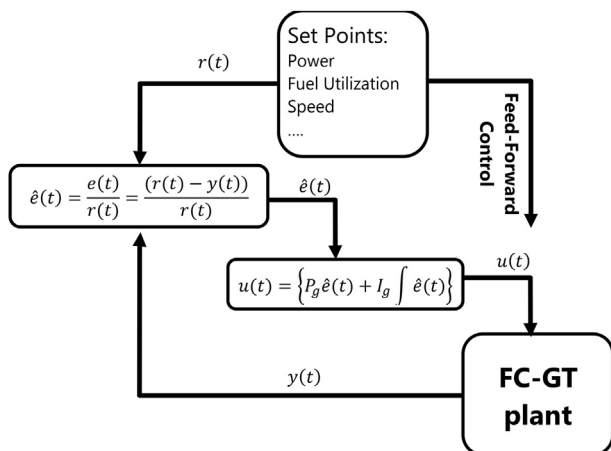 Set Points:
Power
Fuel Utilization
Speed
....
r(t)
Feed-Forward
Control
ê(t) = e(t)/r(t) = (r(t) − y(t))/r(t)
ê(t)
u(t) = {P_g ê(t) + I_g ∫ ê(t)}
u(t)
y(t)
FC-GT
plant